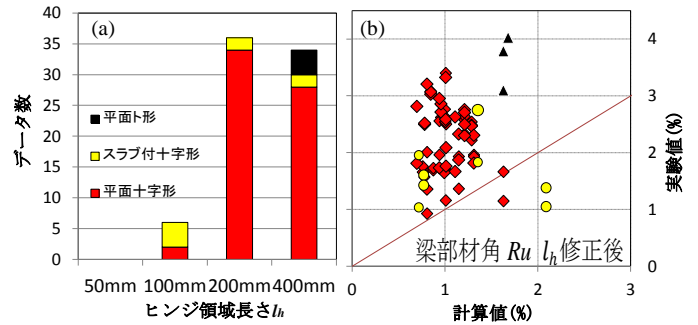 (a)
40
35
30
25
20
15
10
5
0
データ数
平面ト形
スラブ付十字形
平面十字形
50mm 100mm 200mm 400mm
ヒンジ領域長さlh
(b)
4
3
2
1
0
実験値(%)
梁部材角 Ru lh修正後
0 1 2 3
計算値(%)